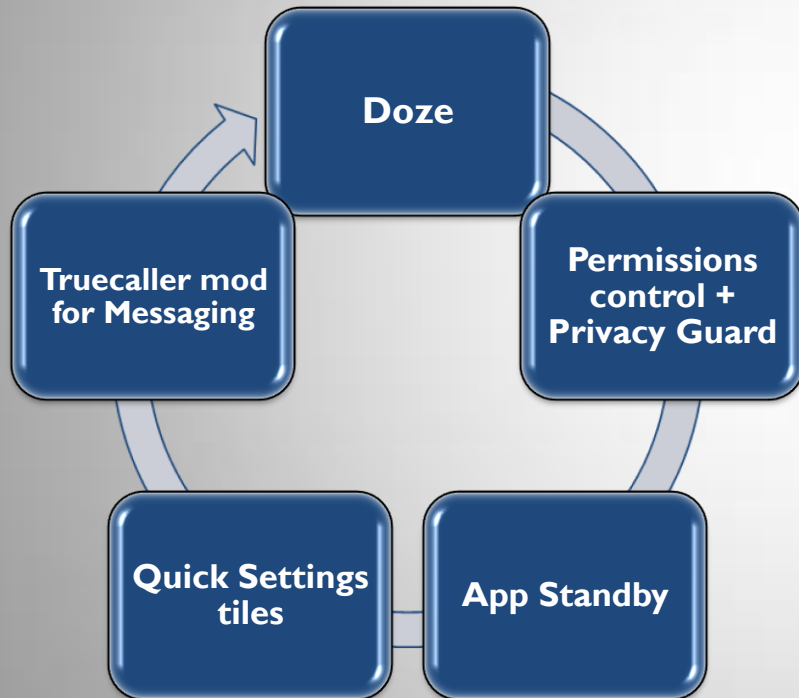 Doze
Permissions
control +
Privacy Guard
App Standby
Quick Settings
tiles
Truecaller mod
for Messaging